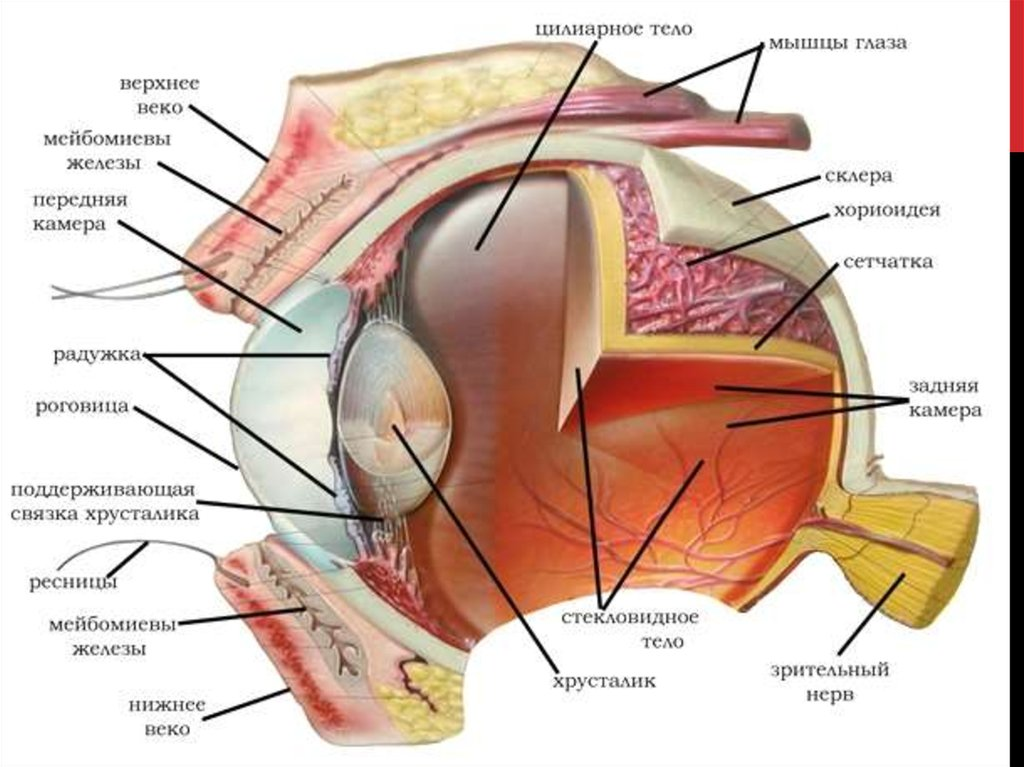 цилиарное тело
мышцы глаза
верхнее
веко
мейбомиевы
железы
передняя
камера
склера
хориоидея
сетчатка
радужка
роговица
задняя
камера
поддерживающая
связка хрусталика
ресницы
мейбомиевы
железы
стекловидное
тело
хрусталик
зрительный
нерв
нижнее
веко